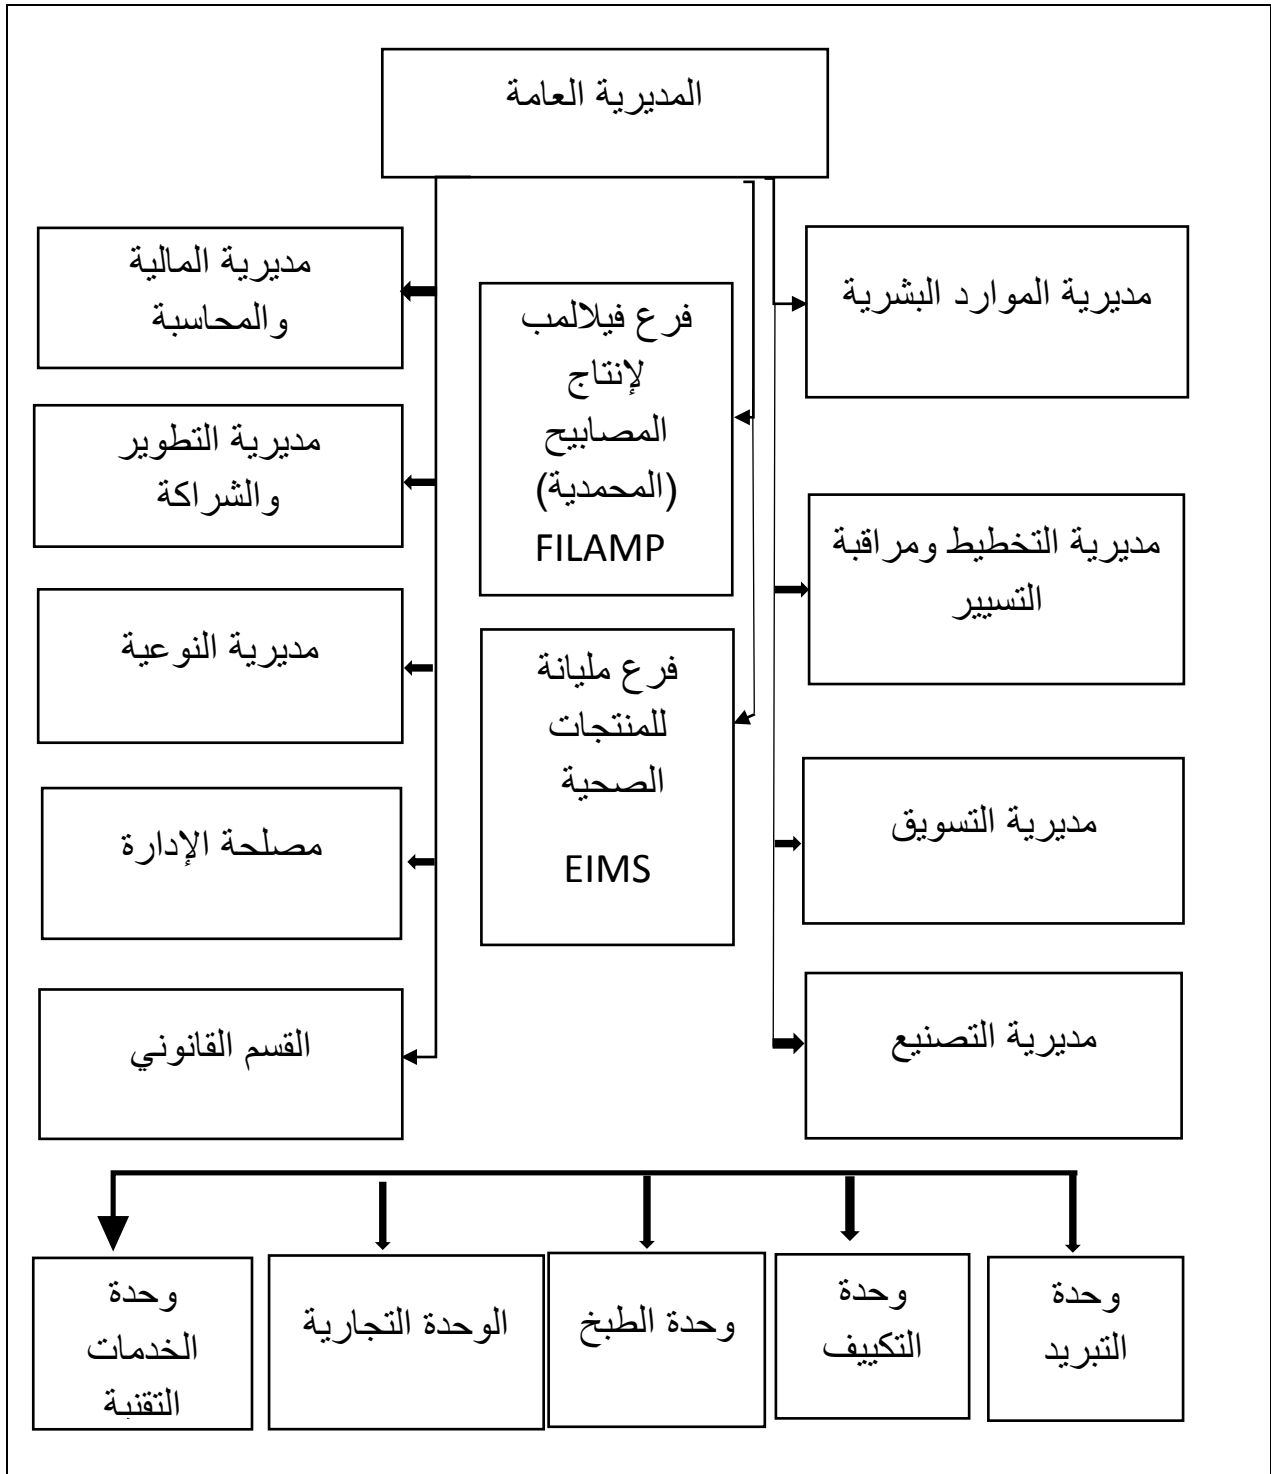 المديرية العامة
مديرية الموارد البشرية
مديرية التخطيط ومراقبة
التسيير
مديرية التسويق
مديرية التصنيع
فرع فيلالمب
لإنتاج
المصابيح
(المحمدية)
FILAMP
فرع مليانة
للمنتجات
الصحية
EIMS
مديرية المالية
والمحاسبة
مديرية التطوير
والشراكة
مديرية النوعية
مصلحة الإدارة
القسم القانوني
وحدة
التبريد
وحدة
التكييف
وحدة الطبخ
الوحدة التجارية
وحدة
الخدمات
التقنية